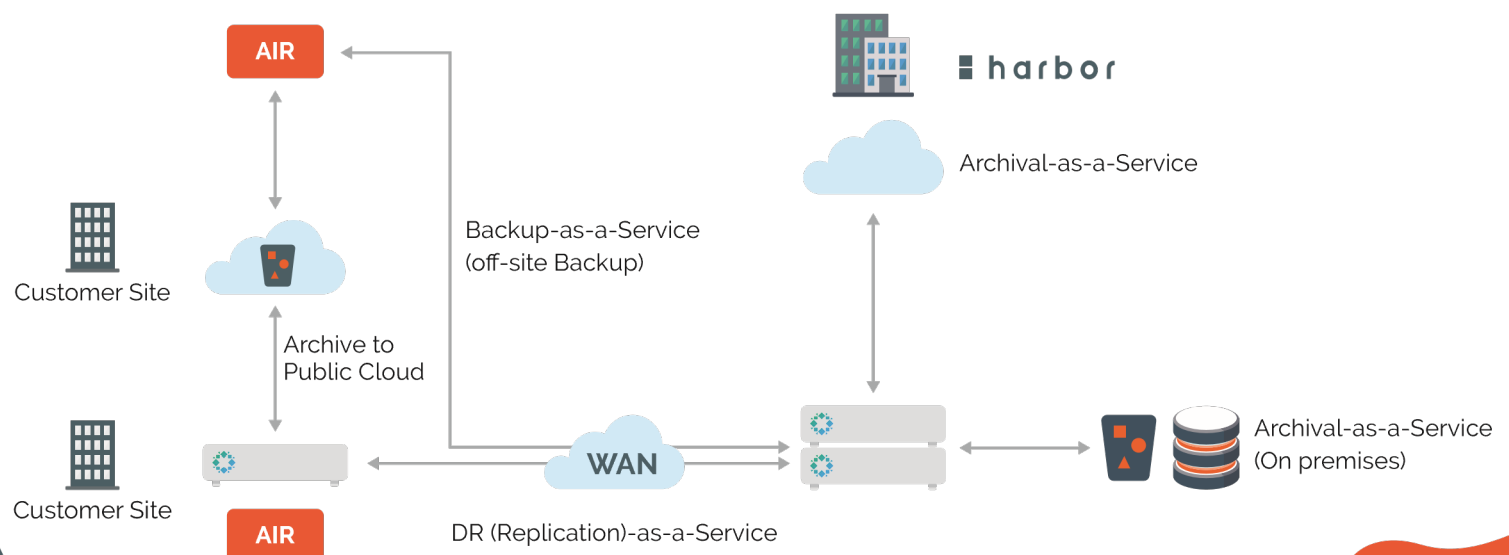 AIR
harbor
Archival-as-a-Service
Backup-as-a-Service
(off-site Backup)
Customer Site
Archive to
Public Cloud
WAN
Archival-as-a-Service
(On premises)
Customer Site
AIR
DR (Replication)-as-a-Service